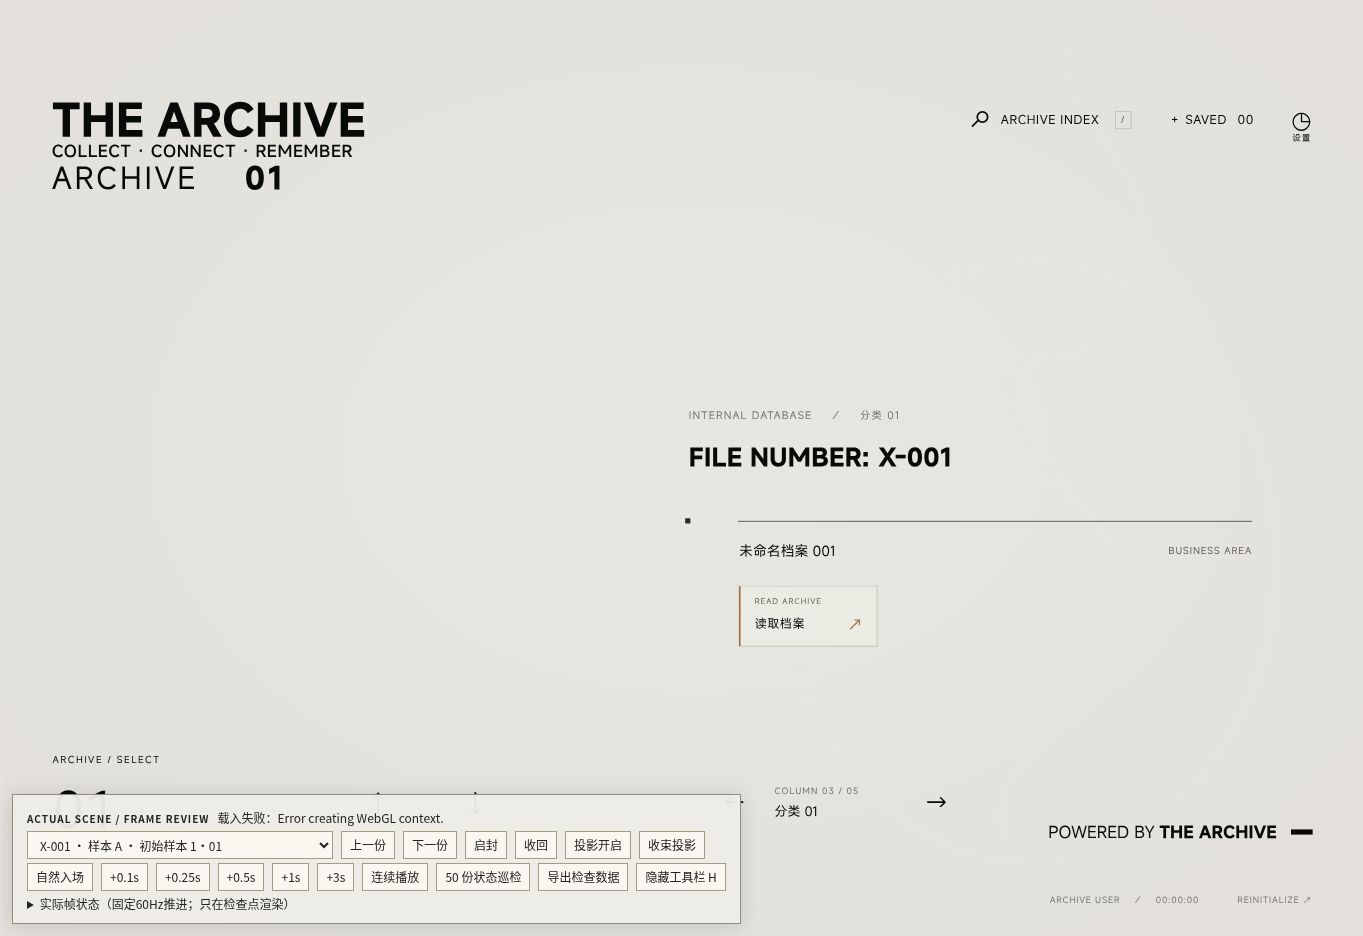 THE ARCHIVE
COLLECT · CONNECT · REMEMBER
ARCHIVE 01
ARCHIVE INDEX /
+ SAVED 00
设置
INTERNAL DATABASE / 分类 01
FILE NUMBER: X-001
未命名档案 001
BUSINESS AREA
READ ARCHIVE
读取档案 ↗
ARCHIVE / SELECT
01 ↑ ↓
←
COLUMN 03 / 05
分类 01
→
ACTUAL SCENE / FRAME REVIEW 载入失败：Error creating WebGL context.
X-001 · 样本 A · 初始样本 1·01 上一份 下一份 启封 收回 投影开启 收束投影
自然入场 +0.1s +0.25s +0.5s +1s +3s 连续播放 50 份状态巡检 导出检查数据 隐藏工具栏 H
▶ 实际帧状态（固定60Hz推进；只在检查点渲染）
POWERED BY THE ARCHIVE
ARCHIVE USER / 00:00:00 REINITIALIZE ↗